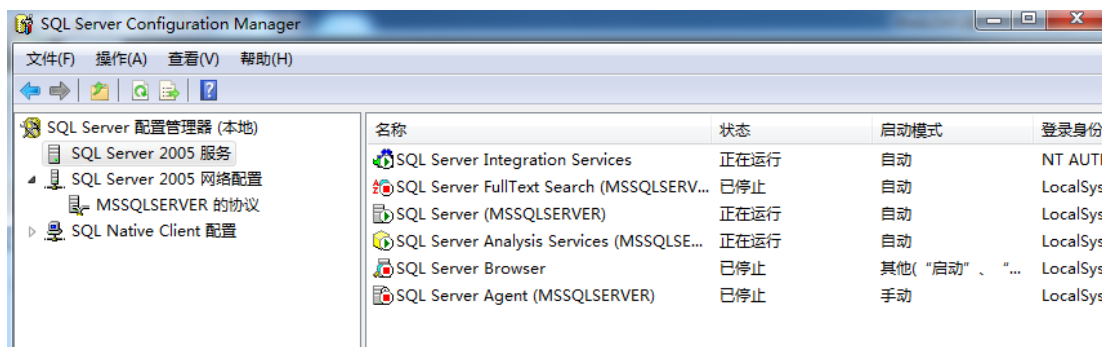 SQL Server Configuration Manager
文件(F) 操作(A) 查看(V) 帮助(H)
SQL Server 配置管理器 (本地)
SQL Server 2005 服务
SQL Server 2005 网络配置
MSSQLSERVER 的协议
SQL Native Client 配置
名称 状态 启动模式 登录身份
SQL Server Integration Services 正在运行 自动 NT AUTI
SQL Server FullText Search (MSSQLSERV... 已停止 自动 LocalSys
SQL Server (MSSQLSERVER) 正在运行 自动 LocalSys
SQL Server Analysis Services (MSSQLSE... 正在运行 自动 LocalSys
SQL Server Browser 已停止 其他(“启动”、“... LocalSys
SQL Server Agent (MSSQLSERVER) 已停止 手动 LocalSys